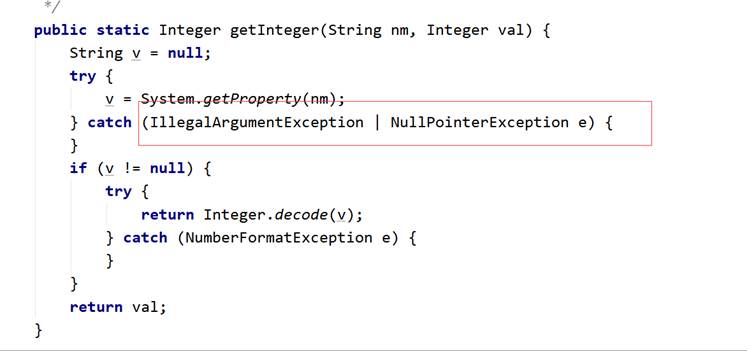 */
public static Integer getInteger(String nm, Integer val) {
String v = null;
try {
v = System.getProperty(nm);
} catch (IllegalArgumentException | NullPointerException e) {
}
if (v != null) {
try {
return Integer.decode(v);
} catch (NumberFormatException e) {
}
}
return val;
}